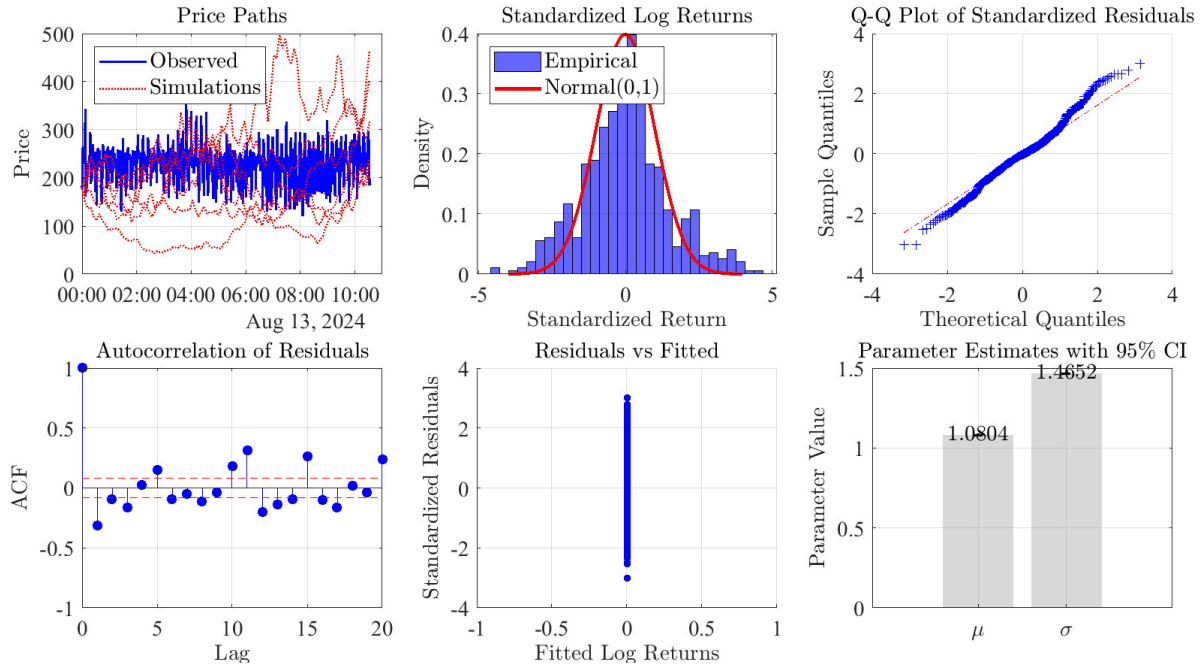 Price Paths
Price
500
400
300
200
100
0
Observed
Simulations
00:00 02:00 04:00 06:00 08:00 10:00
Aug 13, 2024
Standardized Log Returns
Density
0.4
0.3
0.2
0.1
0
Empirical
Normal(0,1)
-5 0 5
Standardized Return
Q-Q Plot of Standardized Residuals
Sample Quantiles
4
2
0
-2
-4
-4 -2 0 2 4
Theoretical Quantiles
Autocorrelation of Residuals
ACF
1
0.5
0
-0.5
-1
0 5 10 15 20
Lag
Residuals vs Fitted
Standardized Residuals
4
2
0
-2
-4
-1 -0.5 0 0.5 1
Fitted Log Returns
Parameter Estimates with 95% CI
Parameter Value
1.5
1
0.5
0
1.0804
1.4652
μ σ